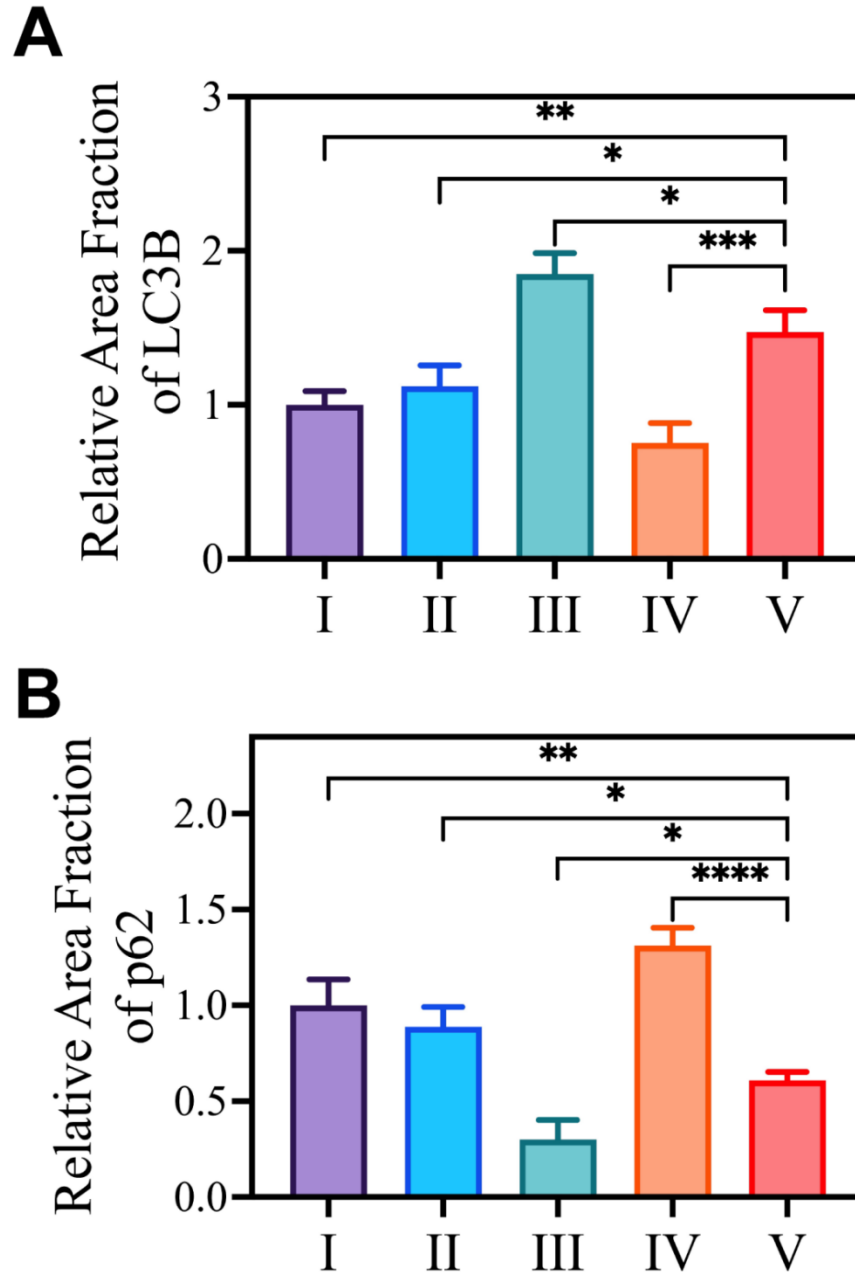 A
Relative Area Fraction
of LC3B
3
2
1
0
**
*
*
***
I II III IV V
B
Relative Area Fraction
of p62
2.0
1.5
1.0
0.5
0.0
**
*
*
****
I II III IV V